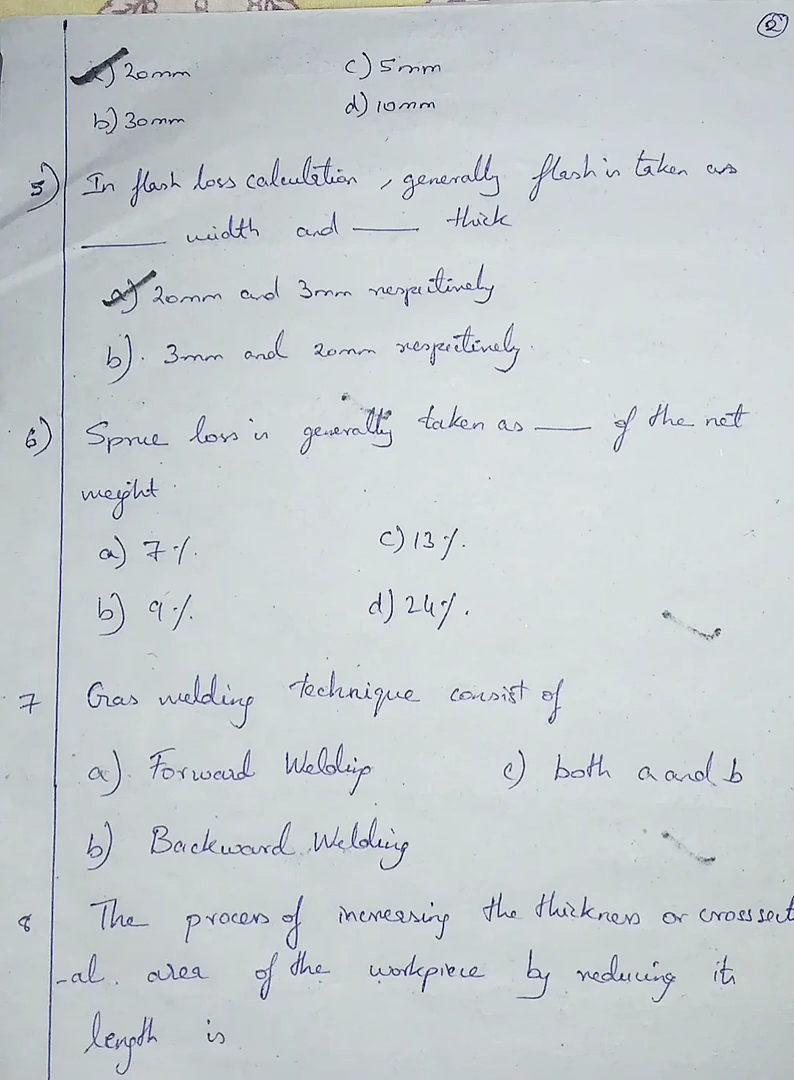 2
a) 20mm c) 5mm
b) 30mm d) 10mm
5) In flash loss calculation, generally flash is taken as
____ width and ____ thick
a) 20mm and 3mm respectively
b). 3mm and 20mm respectively.
6) Sprue loss is generally taken as ____ of the net
weight.
a) 7%. c) 13%.
b) 9%. d) 24%.
7 Gas welding technique consist of
a). Forward Welding c) both a and b
b) Backward Welding
8 The process of increasing the thickness or cross sect
-al. area of the workpiece by reducing its
length is